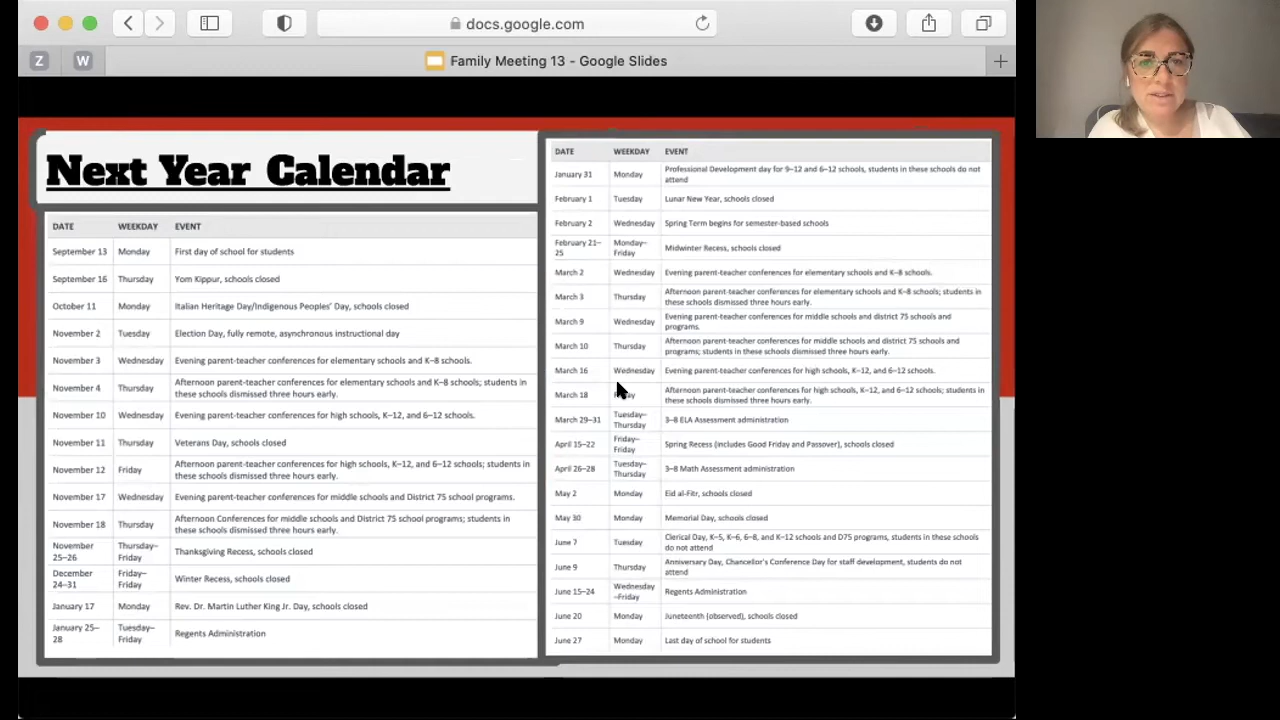 docs.google.com
Z
W
Family Meeting 13 - Google Slides
Next Year Calendar
DATE WEEKDAY EVENT
September 13 Monday First day of school for students
September 16 Thursday Yom Kippur, schools closed
October 11 Monday Italian Heritage Day/Indigenous Peoples' Day, schools closed
November 2 Tuesday Election Day, fully remote, asynchronous instructional day
November 3 Wednesday Evening parent-teacher conferences for elementary schools and K–8 schools.
November 4 Thursday Afternoon parent-teacher conferences for elementary schools and K–8 schools; students in
these schools dismissed three hours early.
November 10 Wednesday Evening parent-teacher conferences for high schools, K–12, and 6–12 schools.
November 11 Thursday Veterans Day, schools closed
November 12 Friday Afternoon parent-teacher conferences for high schools, K–12, and 6–12 schools; students in
these schools dismissed three hours early.
November 17 Wednesday Evening parent-teacher conferences for middle schools and District 75 school programs.
November 18 Thursday Afternoon Conferences for middle schools and District 75 school programs; students in
these schools dismissed three hours early.
November Thursday–
25–26 Friday Thanksgiving Recess, schools closed
December Friday–
24–31 Friday Winter Recess, schools closed
January 17 Monday Rev. Dr. Martin Luther King Jr. Day, schools closed
January 25– Tuesday–
28 Friday Regents Administration
DATE WEEKDAY EVENT
January 31 Monday Professional Development day for 9–12 and 6–12 schools, students in these schools do not
attend
February 1 Tuesday Lunar New Year, schools closed
February 2 Wednesday Spring Term begins for semester-based schools
February 21– Monday–
25 Friday Midwinter Recess, schools closed
March 2 Wednesday Evening parent-teacher conferences for elementary schools and K–8 schools.
March 3 Thursday Afternoon parent-teacher conferences for elementary schools and K–8 schools; students in
these schools dismissed three hours early.
March 9 Wednesday Evening parent-teacher conferences for middle schools and district 75 schools and
programs.
March 10 Thursday Afternoon parent-teacher conferences for middle schools and district 75 schools and
programs; students in these schools dismissed three hours early.
March 16 Wednesday Evening parent-teacher conferences for high schools, K–12, and 6–12 schools.
March 18 Afternoon parent-teacher conferences for high schools, K–12, and 6–12 schools; students in
these schools dismissed three hours early.
March 29–31 Tuesday–
Thursday 3–8 ELA Assessment administration
April 15–22 Friday–
Friday Spring Recess (includes Good Friday and Passover), schools closed
April 26–28 Tuesday–
Thursday 3–8 Math Assessment administration
May 2 Monday Eid al-Fitr, schools closed
May 30 Monday Memorial Day, schools closed
June 7 Tuesday Clerical Day, K–5, K–6, 6–8, and K–12 schools and D75 programs, students in these schools
do not attend
June 9 Thursday Anniversary Day, Chancellor's Conference Day for staff development, students do not
attend
June 15–24 Wednesday
–Friday Regents Administration
June 20 Monday Juneteenth (observed), schools closed
June 27 Monday Last day of school for students